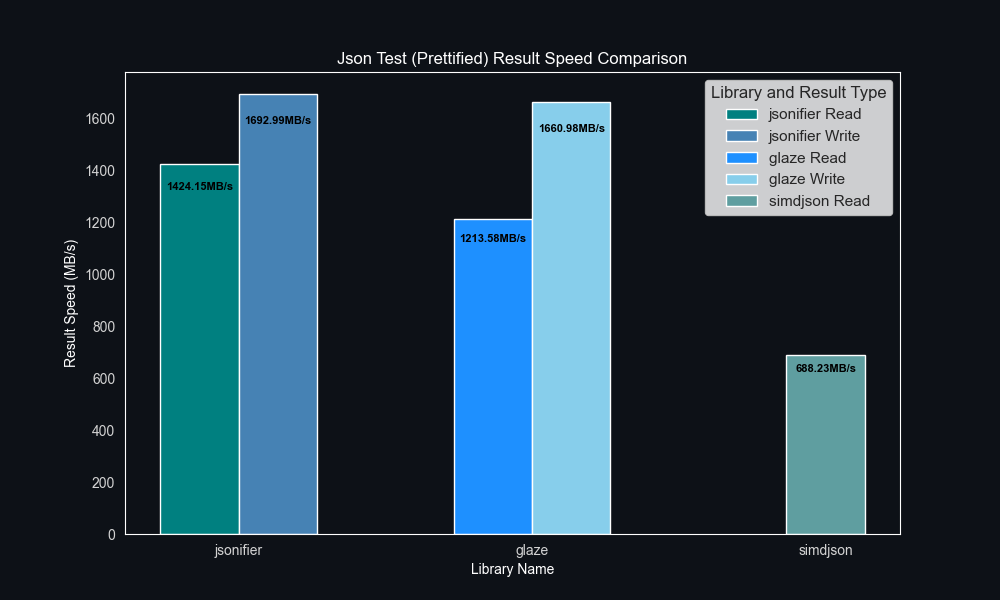 Json Test (Prettified) Result Speed Comparison
Library and Result Type
jsonifier Read
jsonifier Write
glaze Read
glaze Write
simdjson Read
1692.99MB/s
1660.98MB/s
1424.15MB/s
1213.58MB/s
688.23MB/s
Result Speed (MB/s)
1600
1400
1200
1000
800
600
400
200
0
jsonifier
glaze
simdjson
Library Name